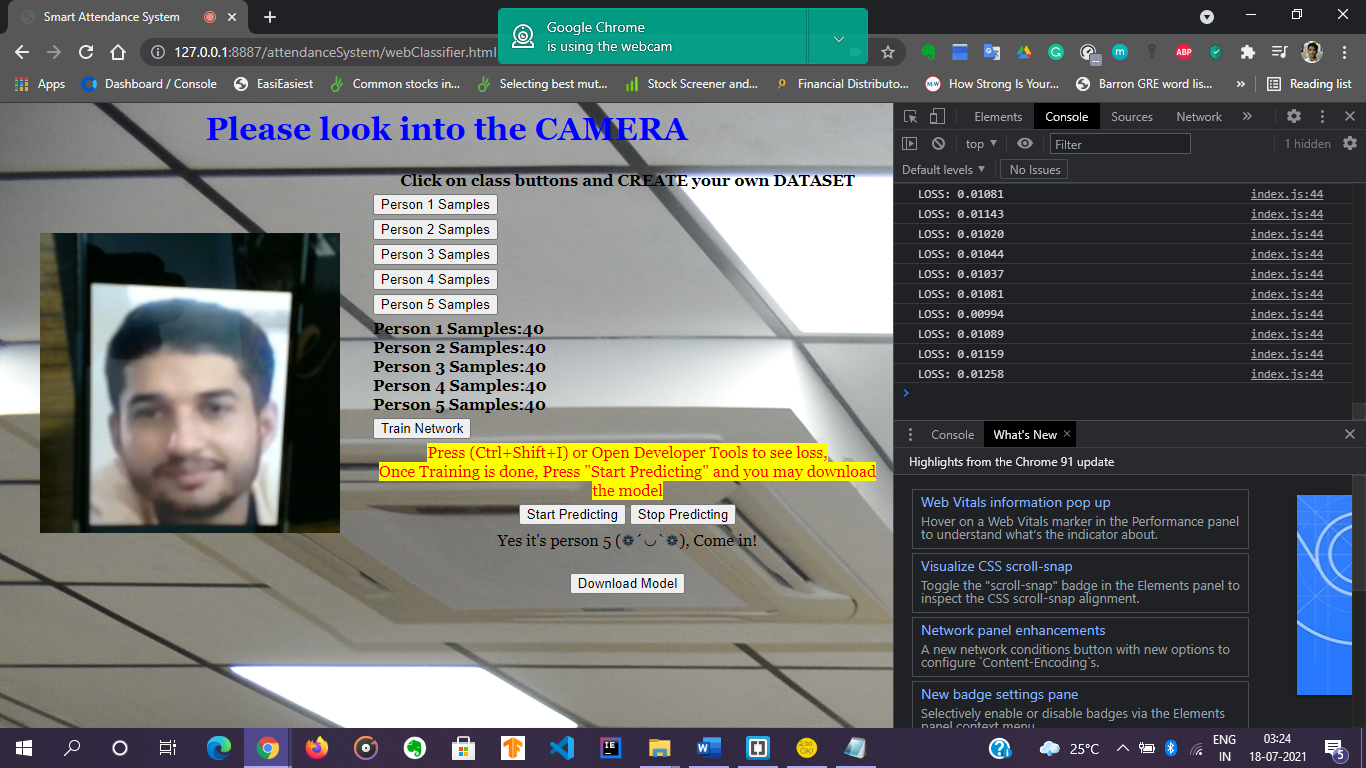 Smart Attendance System
Google Chrome
is using the webcam
127.0.0.1:8887/attendanceSystem/webClassifier.html
ABP
Apps
Dashboard / Console
EasiEasiest
Common stocks in...
Selecting best mut...
Stock Screener and...
Financial Distributo...
How Strong Is Your...
Barron GRE word lis...
Reading list
Please look into the CAMERA
Click on class buttons and CREATE your own DATASET
Person 1 Samples
Person 2 Samples
Person 3 Samples
Person 4 Samples
Person 5 Samples
Person 1 Samples:40
Person 2 Samples:40
Person 3 Samples:40
Person 4 Samples:40
Person 5 Samples:40
Train Network
Press (Ctrl+Shift+I) or Open Developer Tools to see loss,
Once Training is done, Press "Start Predicting" and you may download
the model
Start Predicting Stop Predicting
Yes it's person 5 (❁´◡`❁), Come in!
Download Model
Elements Console Sources Network »
top Filter 1 hidden
Default levels No Issues
LOSS: 0.01081 index.js:44
LOSS: 0.01143 index.js:44
LOSS: 0.01020 index.js:44
LOSS: 0.01044 index.js:44
LOSS: 0.01037 index.js:44
LOSS: 0.01081 index.js:44
LOSS: 0.00994 index.js:44
LOSS: 0.01089 index.js:44
LOSS: 0.01159 index.js:44
LOSS: 0.01258 index.js:44
Console What's New ×
Highlights from the Chrome 91 update
Web Vitals information pop up
Hover on a Web Vitals marker in the Performance panel
to understand what's the indicator about.
Visualize CSS scroll-snap
Toggle the "scroll-snap" badge in the Elements panel to
inspect the CSS scroll-snap alignment.
Network panel enhancements
A new network conditions button with new options to
configure `Content-Encoding`s.
New badge settings pane
Selectively enable or disable badges via the Elements
panel context menu.
25°C
ENG
IN
03:24
18-07-2021
5